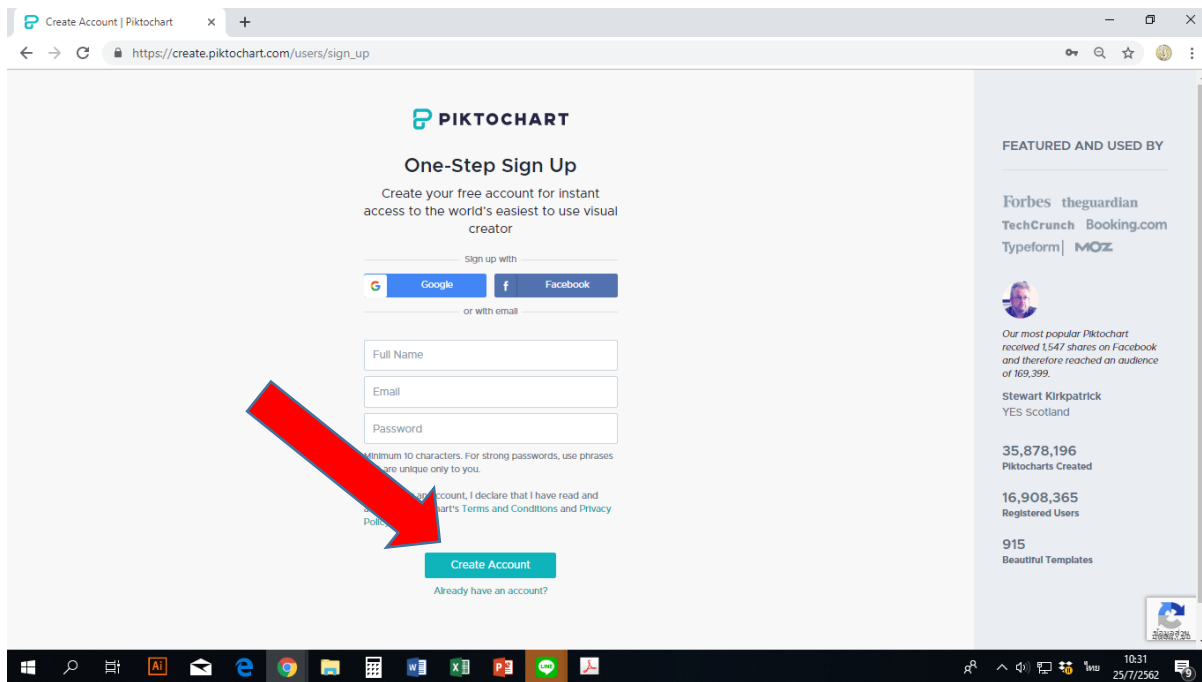 Create Account | Piktochart
https://create.piktochart.com/users/sign_up
PIKTOCHART
One-Step Sign Up
Create your free account for instant
access to the world's easiest to use visual
creator
Sign up with
G Google
f Facebook
or with email
Full Name
Email
Password
Minimum 10 characters. For strong passwords, use phrases
are unique only to you.
account, I declare that I have read and
Terms and Conditions and Privacy
Create Account
Already have an account?
FEATURED AND USED BY
Forbes theguardian
TechCrunch Booking.com
Typeform MOZ
Our most popular Piktochart
received 1,547 shares on Facebook
and therefore reached an audience
of 169,399.
Stewart Kirkpatrick
YES Scotland
35,878,196
Piktocharts Created
16,908,365
Registered Users
915
Beautiful Templates
Ai
LINE
ไทย
10:31
25/7/2562